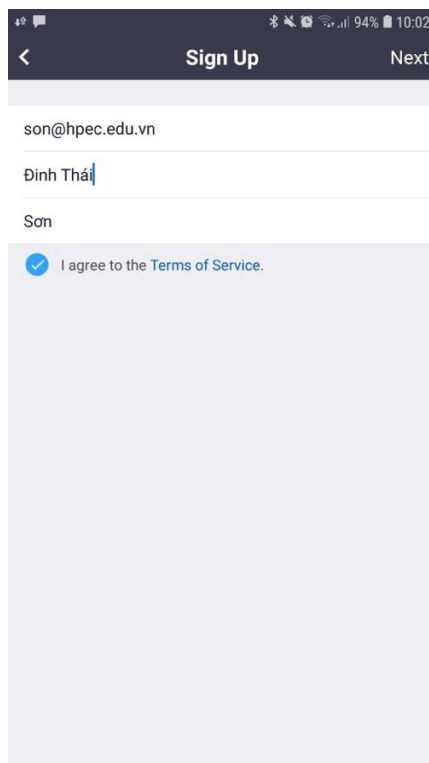 94% 10:02
Sign Up Next
son@hpec.edu.vn
Đinh Thái
Sơn
I agree to the Terms of Service.